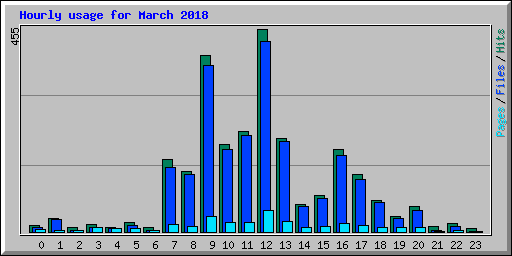 Hourly usage for March 2018
455
Pages / Files / Hits
0 1 2 3 4 5 6 7 8 9 10 11 12 13 14 15 16 17 18 19 20 21 22 23